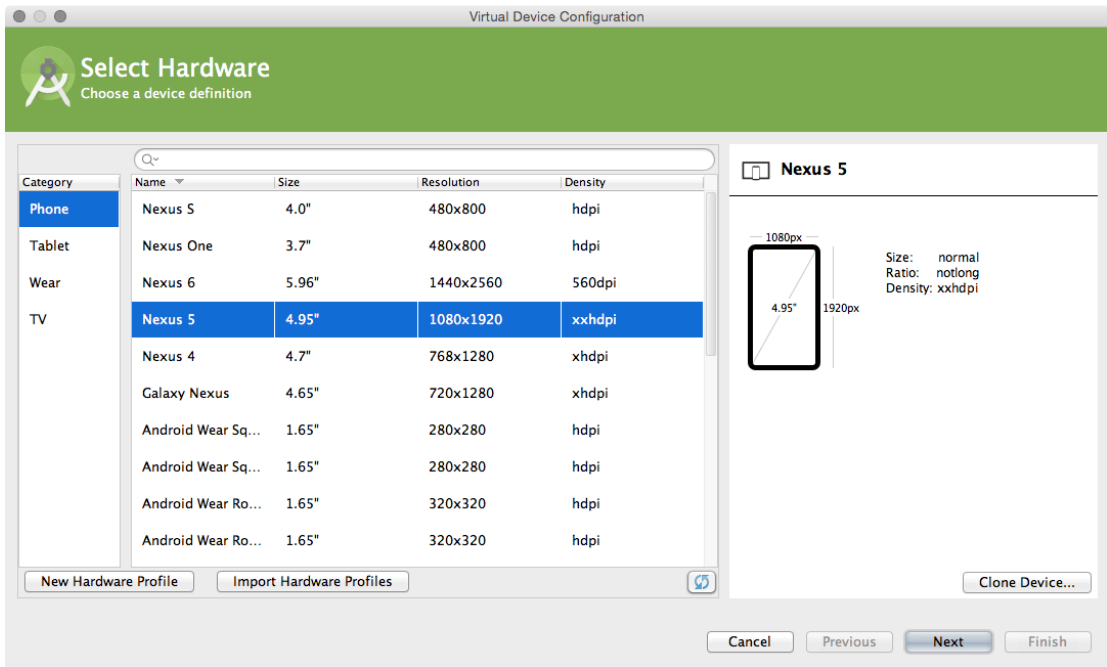 Virtual Device Configuration
Select Hardware
Choose a device definition
Category
Phone
Tablet
Wear
TV
Name Size Resolution Density
Nexus S 4.0" 480x800 hdpi
Nexus One 3.7" 480x800 hdpi
Nexus 6 5.96" 1440x2560 560dpi
Nexus 5 4.95" 1080x1920 xxhdpi
Nexus 4 4.7" 768x1280 xhdpi
Galaxy Nexus 4.65" 720x1280 xhdpi
Android Wear Sq... 1.65" 280x280 hdpi
Android Wear Sq... 1.65" 280x280 hdpi
Android Wear Ro... 1.65" 320x320 hdpi
Android Wear Ro... 1.65" 320x320 hdpi
New Hardware Profile Import Hardware Profiles
Nexus 5
1080px
4.95"
1920px
Size: normal
Ratio: notlong
Density: xxhdpi
Clone Device...
Cancel Previous Next Finish